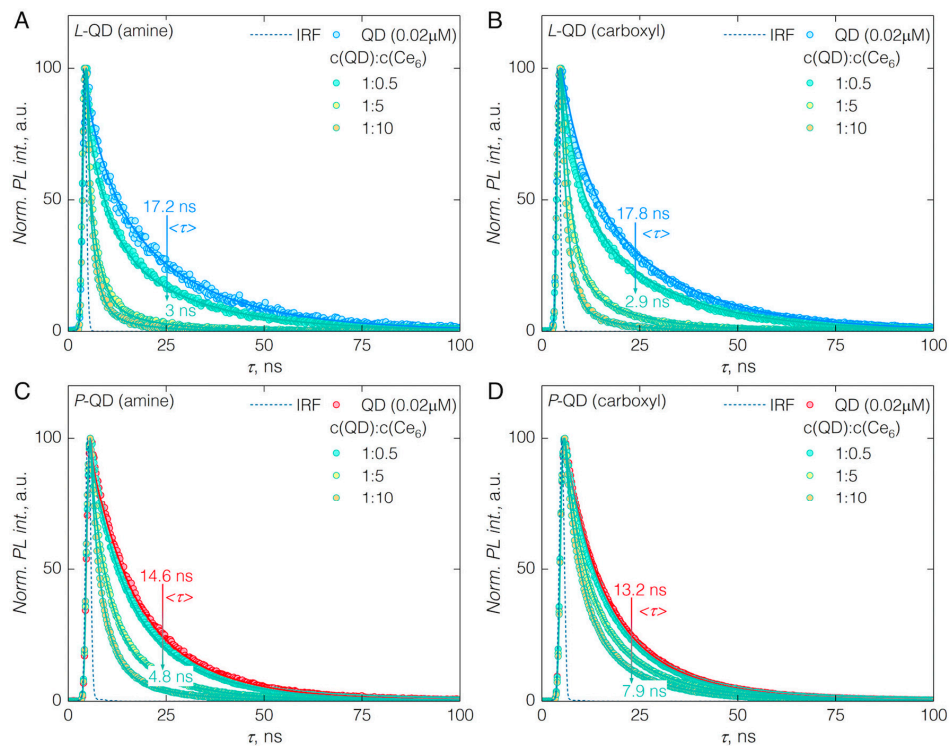 A
L-QD (amine)
IRF QD (0.02μM)
c(QD):c(Ce6)
1:0.5
1:5
1:10
100
50
0
Norm. PL int., a.u.
17.2 ns
<τ>
3 ns
0 25 50 75 100
τ, ns
B
L-QD (carboxyl)
IRF QD (0.02μM)
c(QD):c(Ce6)
1:0.5
1:5
1:10
100
50
0
Norm. PL int., a.u.
17.8 ns
<τ>
2.9 ns
0 25 50 75 100
τ, ns
C
P-QD (amine)
IRF QD (0.02μM)
c(QD):c(Ce6)
1:0.5
1:5
1:10
100
50
0
Norm. PL int., a.u.
14.6 ns
<τ>
4.8 ns
0 25 50 75 100
τ, ns
D
P-QD (carboxyl)
IRF QD (0.02μM)
c(QD):c(Ce6)
1:0.5
1:5
1:10
100
50
0
Norm. PL int., a.u.
13.2 ns
<τ>
7.9 ns
0 25 50 75 100
τ, ns